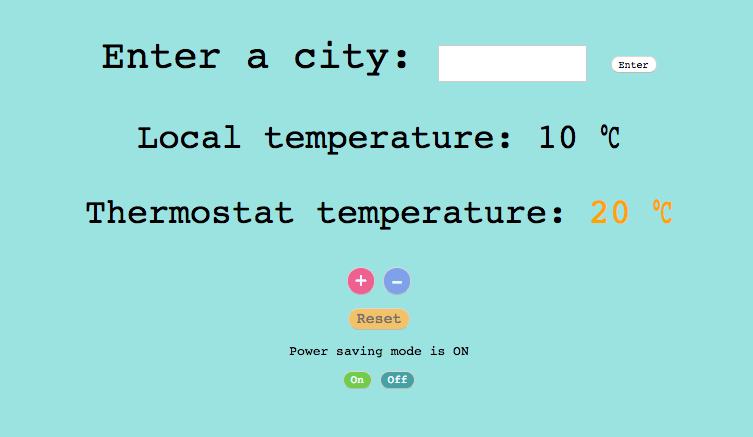 Enter a city: Enter
Local temperature: 10 ℃
Thermostat temperature: 20 ℃
+ −
Reset
Power saving mode is ON
On Off